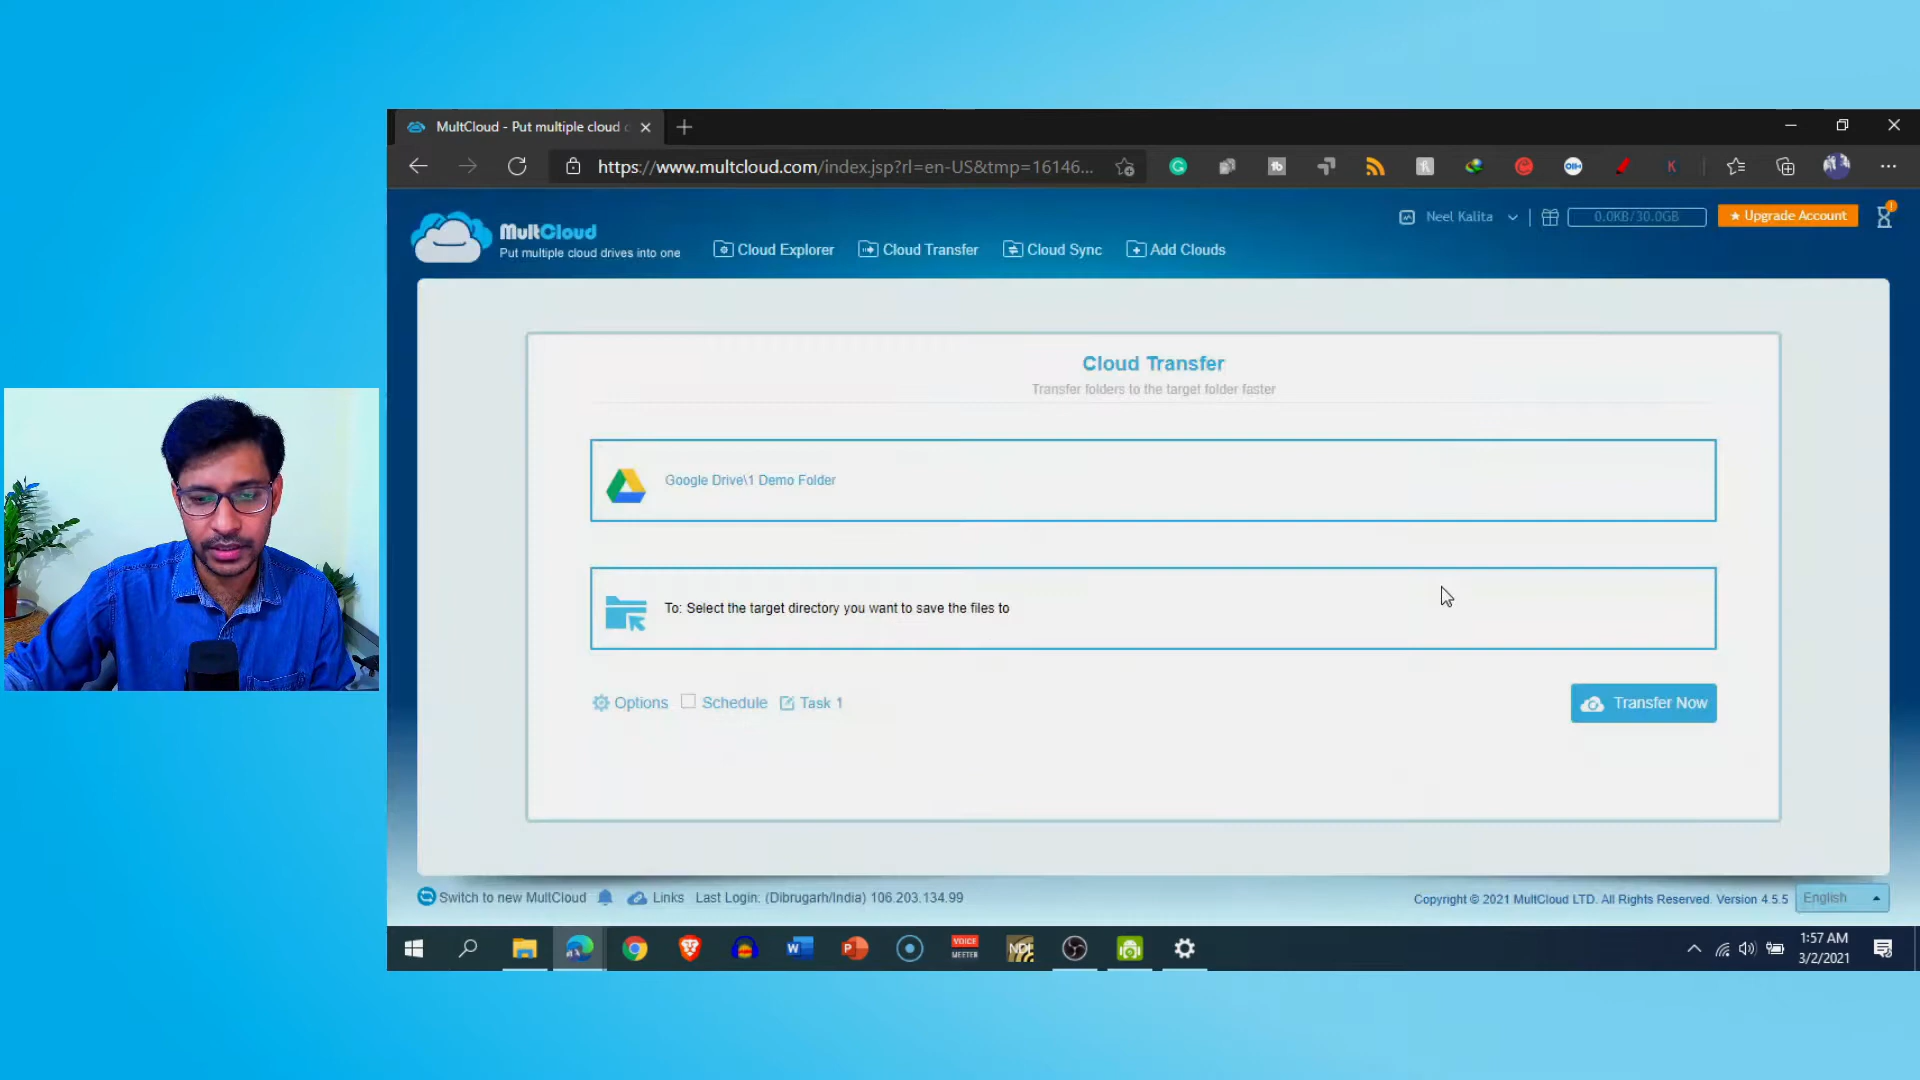 MultCloud - Put multiple cloud
https://www.multcloud.com/index.jsp?rl=en-US&tmp=16146...
MultCloud
Put multiple cloud drives into one
Cloud Explorer
Cloud Transfer
Cloud Sync
Add Clouds
Neel Kalita
0.0KB/30.0GB
★ Upgrade Account
Cloud Transfer
Transfer folders to the target folder faster
Google Drive\1 Demo Folder
To: Select the target directory you want to save the files to
Options
Schedule
Task 1
Transfer Now
Switch to new MultCloud
Links
Last Login: (Dibrugarh/India) 106.203.134.99
Copyright © 2021 MultCloud LTD. All Rights Reserved. Version 4.5.5
English
VOICE
MEETER
NDI
1:57 AM
3/2/2021